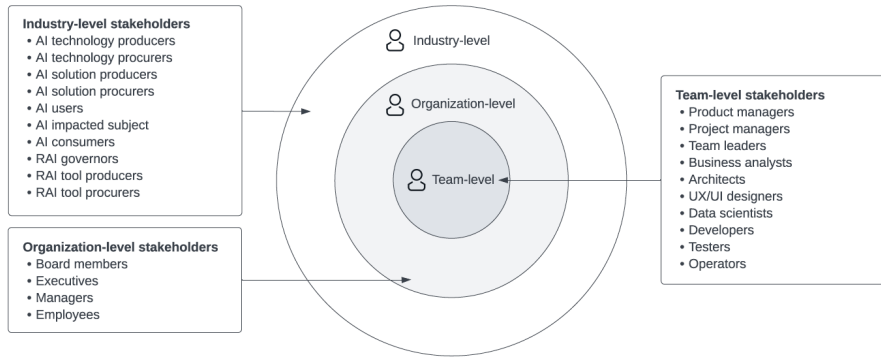 Industry-level stakeholders
• AI technology producers
• AI technology procurers
• AI solution producers
• AI solution procurers
• AI users
• AI impacted subject
• AI consumers
• RAI governors
• RAI tool producers
• RAI tool procurers
Organization-level stakeholders
• Board members
• Executives
• Managers
• Employees
Industry-level
Organization-level
Team-level
Team-level stakeholders
• Product managers
• Project managers
• Team leaders
• Business analysts
• Architects
• UX/UI designers
• Data scientists
• Developers
• Testers
• Operators